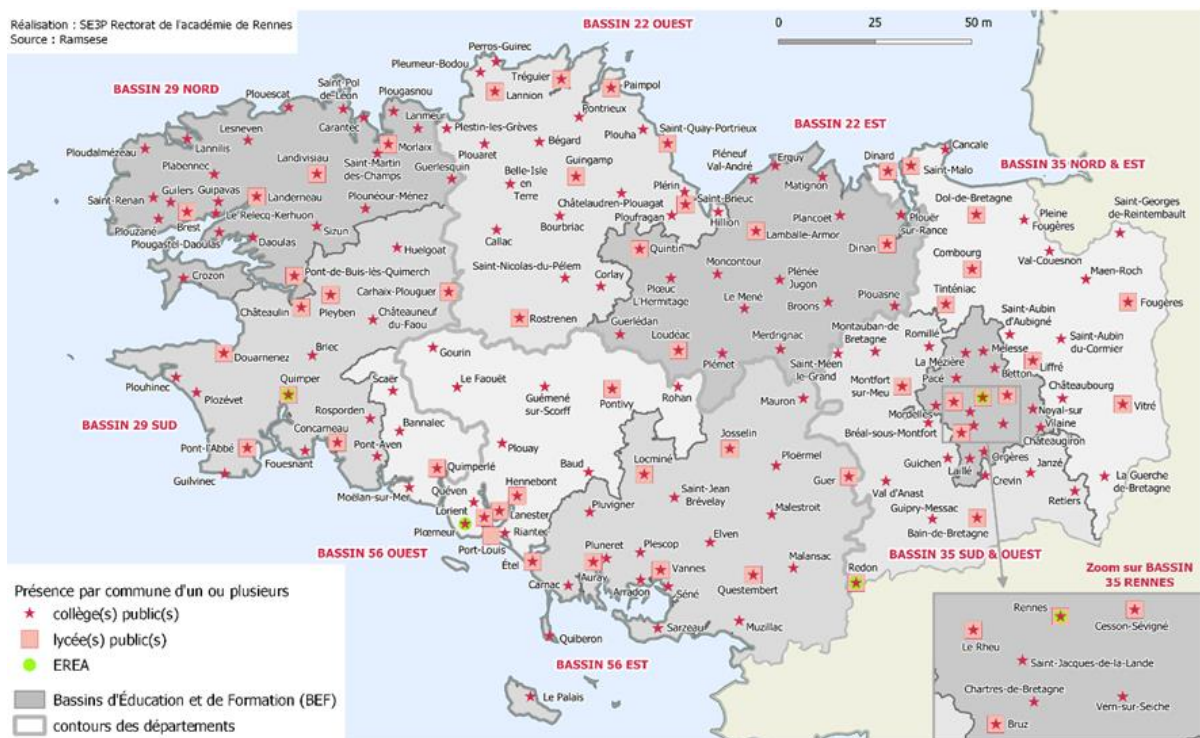 Réalisation : SE3P Rectorat de l'académie de Rennes
Source : Ramsese
BASSIN 22 OUEST
0 25 50 m
Perros-Guirec
Pleumeur-Bodou
Tréguier
Lannion
Paimpol
Pontrieux
BASSIN 29 NORD
Saint-Pol
de-Léon
Plougasnou
Plouescat
Lanmeur
Carantec
Plestin-les-Grèves
Plouha
Saint-Quay-Portrieux
BASSIN 22 EST
Lesneven
Lannilis
Ploudalmézeau
Morlaix
Plouaret
Bégard
Plabennec
Landivisiau
Saint-Martin
des-Champs
Guerlesquin
Belle-Isle
en
Terre
Guingamp
Pléneuf
Val-André
Erquy
Matignon
Dinard
Cancale
Saint-Malo
BASSIN 35 NORD & EST
Guilers
Guipavas
Saint-Renan
Landerneau
Plounéour-Ménez
Châtelaudren-Plouagat
Plérin
Saint-Brieuc
Hillion
Plancoët
Plouër
sur-Rance
Dol-de-Bretagne
Pleine
Fougères
Saint-Georges
de-Reintembault
Brest
Le Relecq-Kerhuon
Plouzané
Plougastel-Daoulas
Daoulas
Sizun
Bourbriac
Ploufragan
Callac
Quintin
Lamballe-Armor
Dinan
Combourg
Val-Couesnon
Huelgoat
Crozon
Pont-de-Buis-lès-Quimerch
Saint-Nicolas-du-Pélem
Corlay
Moncontour
Plœuc
L'Hermitage
Plénée
Jugon
Maen-Roch
Carhaix-Plouguer
Châteaulin
Pleyben
Châteauneuf
du-Faou
Rostrenen
Le Mené
Broons
Plouasne
Tinténiac
Fougères
Guerlédan
Loudéac
Merdrignac
Montauban-de
Bretagne
Romillé
Saint-Aubin
d'Aubigné
Saint-Aubin
du-Cormier
Douarnenez
Briec
Gourin
Plémet
Saint-Méen
le-Grand
La Mézière
Melesse
Betton
Liffré
Plouhinec
Plozévet
Quimper
Scaër
Le Faouët
Guémené
sur-Scorff
Pontivy
Rohan
Mauron
Montfort
sur-Meu
Pacé
Châteaubourg
Vitré
BASSIN 29 SUD
Rosporden
Bannalec
Mordelles
Noyal-sur
Vilaine
Concarneau
Pont-l'Abbé
Fouesnant
Pont-Aven
Plouay
Josselin
Bréal-sous-Montfort
Châteaugiron
Guilvinec
Quimperlé
Baud
Locminé
Ploërmel
Guer
Guichen
Laillé
Orgères
Janzé
Moëlan-sur-Mer
Quéven
Hennebont
Saint-Jean
Brévelay
Val d'Anast
Crevin
Retiers
La Guerche
de-Bretagne
Lorient
Lanester
Pluvigner
Malestroit
Guipry-Messac
Plœmeur
Riantec
Bain-de-Bretagne
BASSIN 56 OUEST
Port-Louis
Étel
Pluneret
Plescop
Elven
Malansac
BASSIN 35 SUD & OUEST
Carnac
Auray
Arradon
Vannes
Séné
Questembert
Redon
Zoom sur BASSIN
35 RENNES
Quiberon
Sarzeau
Muzillac
BASSIN 56 EST
Le Palais
Rennes
Cesson-Sévigné
Le Rheu
Saint-Jacques-de-la-Lande
Chartres-de-Bretagne
Vern-sur-Seiche
Bruz
Présence par commune d'un ou plusieurs
collège(s) public(s)
lycée(s) public(s)
EREA
Bassins d'Éducation et de Formation (BEF)
contours des départements